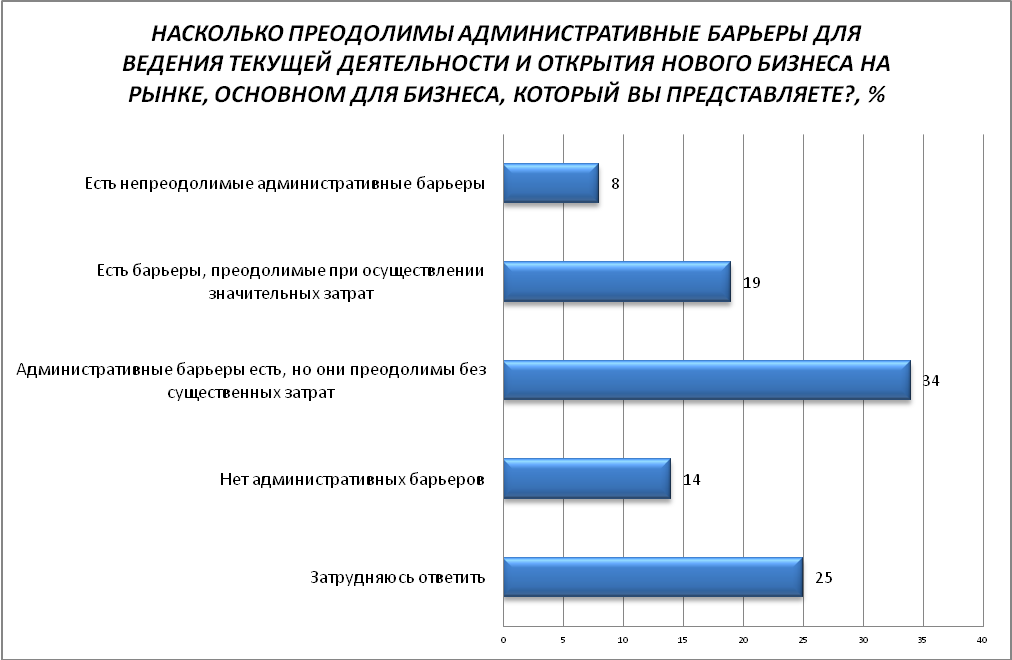 НАСКОЛЬКО ПРЕОДОЛИМЫ АДМИНИСТРАТИВНЫЕ БАРЬЕРЫ ДЛЯ
ВЕДЕНИЯ ТЕКУЩЕЙ ДЕЯТЕЛЬНОСТИ И ОТКРЫТИЯ НОВОГО БИЗНЕСА НА
РЫНКЕ, ОСНОВНОМ ДЛЯ БИЗНЕСА, КОТОРЫЙ ВЫ ПРЕДСТАВЛЯЕТЕ?, %
Есть непреодолимые административные барьеры
8
Есть барьеры, преодолимые при осуществлении
значительных затрат
19
Административные барьеры есть, но они преодолимы без
существенных затрат
34
Нет административных барьеров
14
Затрудняюсь ответить
25
0 5 10 15 20 25 30 35 40